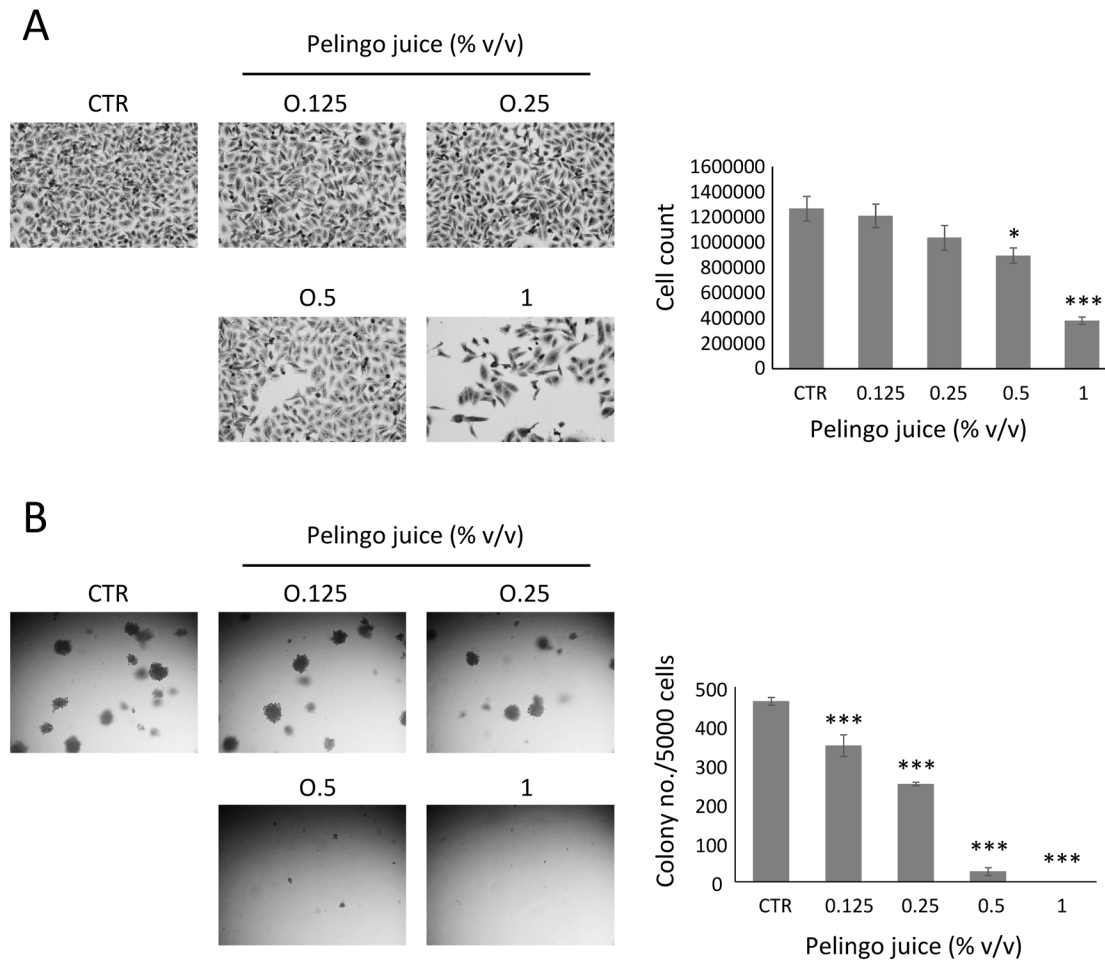 A
Pelingo juice (% v/v)
CTR
O.125
O.25
O.5
1
Cell count
1600000
1400000
1200000
1000000
800000
600000
400000
200000
0
*
***
CTR 0.125 0.25 0.5 1
Pelingo juice (% v/v)
B
Pelingo juice (% v/v)
CTR
O.125
O.25
O.5
1
Colony no./5000 cells
500
400
300
200
100
0
***
***
***
***
CTR 0.125 0.25 0.5 1
Pelingo juice (% v/v)